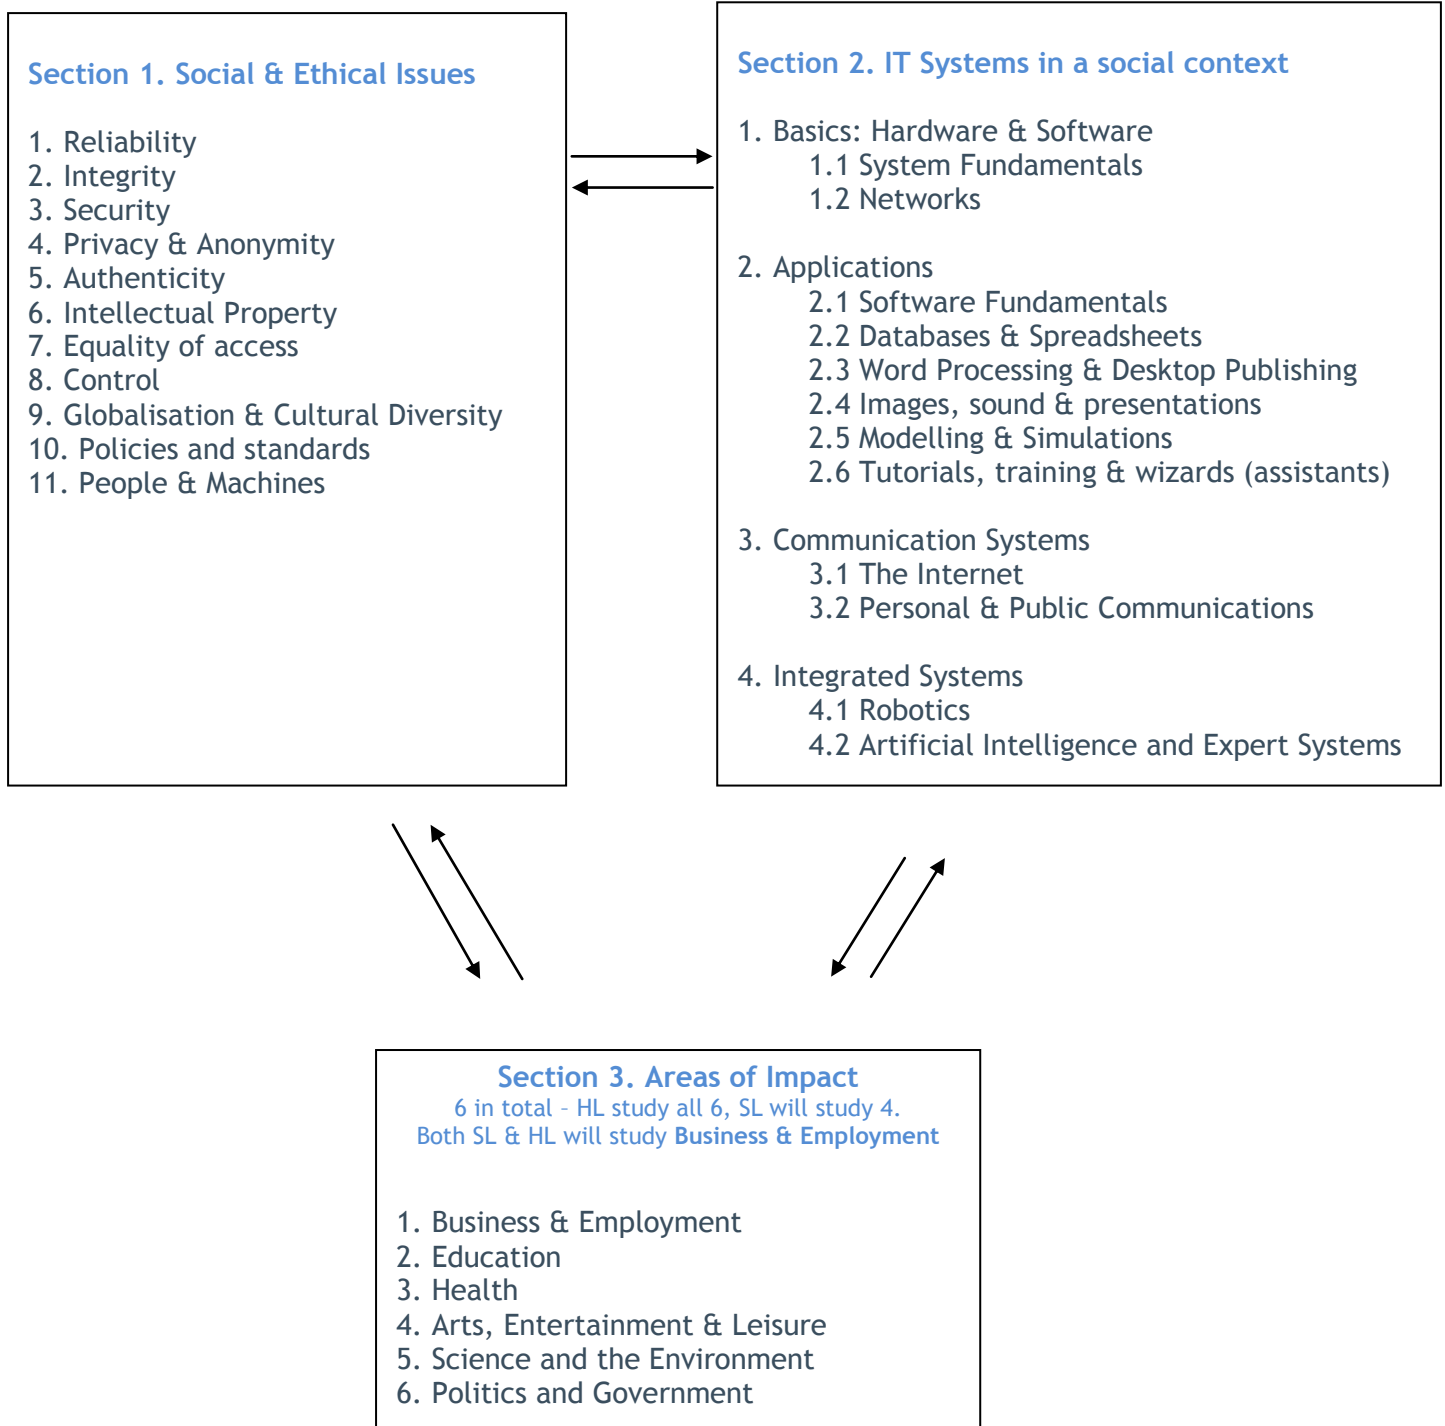 Section 1. Social & Ethical Issues
1. Reliability
2. Integrity
3. Security
4. Privacy & Anonymity
5. Authenticity
6. Intellectual Property
7. Equality of access
8. Control
9. Globalisation & Cultural Diversity
10. Policies and standards
11. People & Machines
Section 2. IT Systems in a social context
1. Basics: Hardware & Software
1.1 System Fundamentals
1.2 Networks
2. Applications
2.1 Software Fundamentals
2.2 Databases & Spreadsheets
2.3 Word Processing & Desktop Publishing
2.4 Images, sound & presentations
2.5 Modelling & Simulations
2.6 Tutorials, training & wizards (assistants)
3. Communication Systems
3.1 The Internet
3.2 Personal & Public Communications
4. Integrated Systems
4.1 Robotics
4.2 Artificial Intelligence and Expert Systems
Section 3. Areas of Impact
6 in total – HL study all 6, SL will study 4.
Both SL & HL will study Business & Employment
1. Business & Employment
2. Education
3. Health
4. Arts, Entertainment & Leisure
5. Science and the Environment
6. Politics and Government